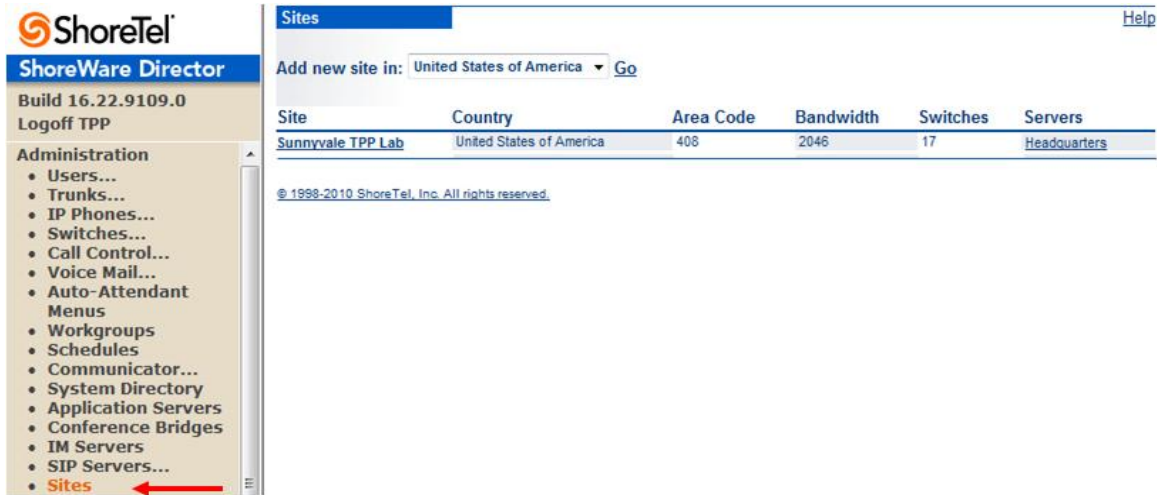 ShoreTel
ShoreWare Director
Build 16.22.9109.0
Logoff TPP
Administration
• Users...
• Trunks...
• IP Phones...
• Switches...
• Call Control...
• Voice Mail...
• Auto-Attendant
Menus
• Workgroups
• Schedules
• Communicator...
• System Directory
• Application Servers
• Conference Bridges
• IM Servers
• SIP Servers...
• Sites
Sites Help
Add new site in: United States of America Go
Site Country Area Code Bandwidth Switches Servers
Sunnyvale TPP Lab United States of America 408 2046 17 Headquarters
© 1998-2010 ShoreTel, Inc. All rights reserved.